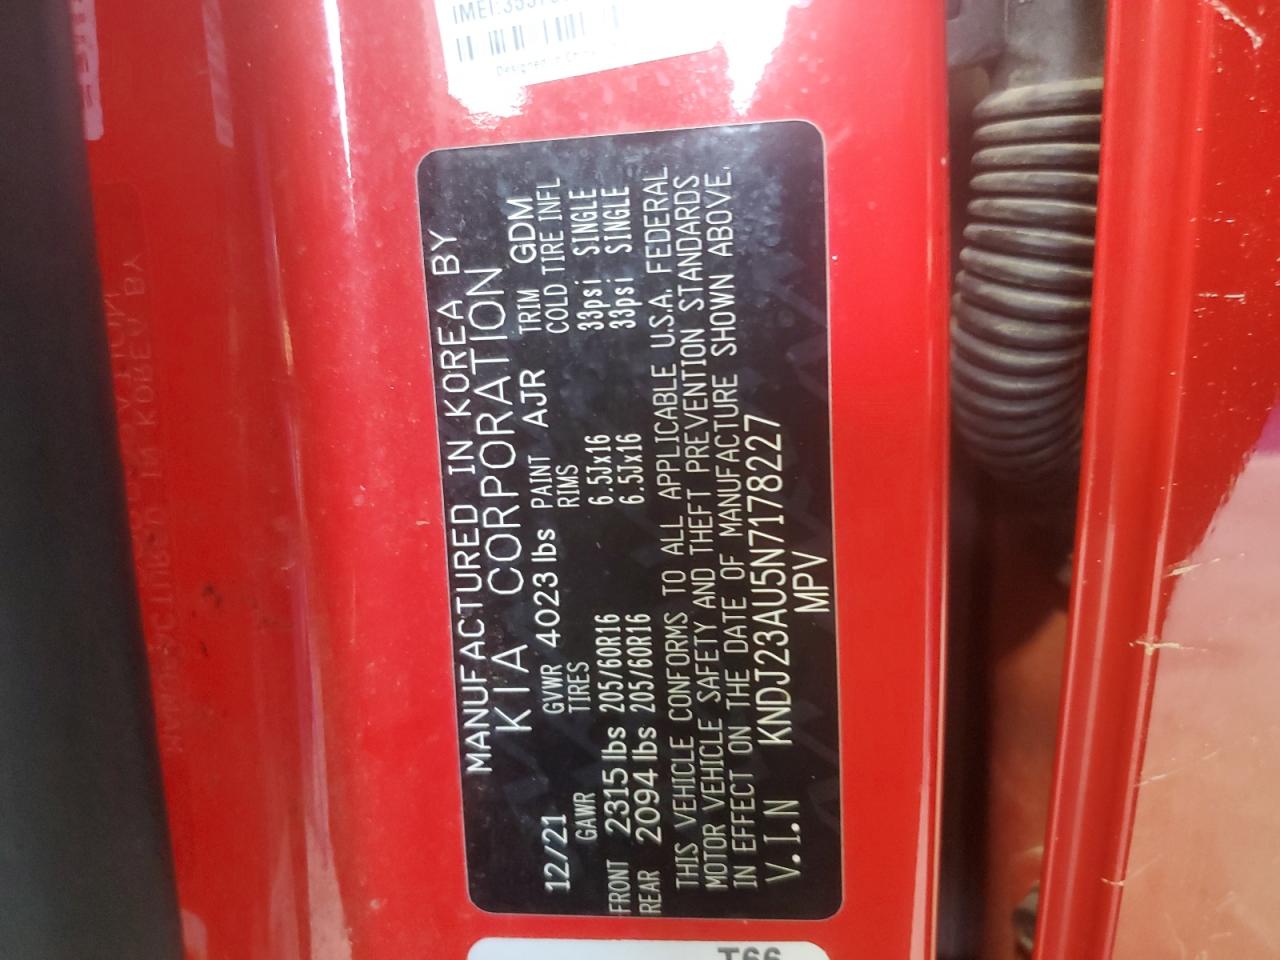 MANUFACTURED IN KOREA BY
KIA CORPORATION
12/21 GVWR 4023 lbs PAINT AJR TRIM GDM
GAWR TIRES RIMS COLD TIRE INFL
FRONT 2315 lbs 205/60R16 6.5Jx16 33psi SINGLE
REAR 2094 lbs 205/60R16 6.5Jx16 33psi SINGLE
THIS VEHICLE CONFORMS TO ALL APPLICABLE U.S.A. FEDERAL
MOTOR VEHICLE SAFETY AND THEFT PREVENTION STANDARDS
IN EFFECT ON THE DATE OF MANUFACTURE SHOWN ABOVE.
V.I.N KNDJ23AU5N7178227
MPV
T66